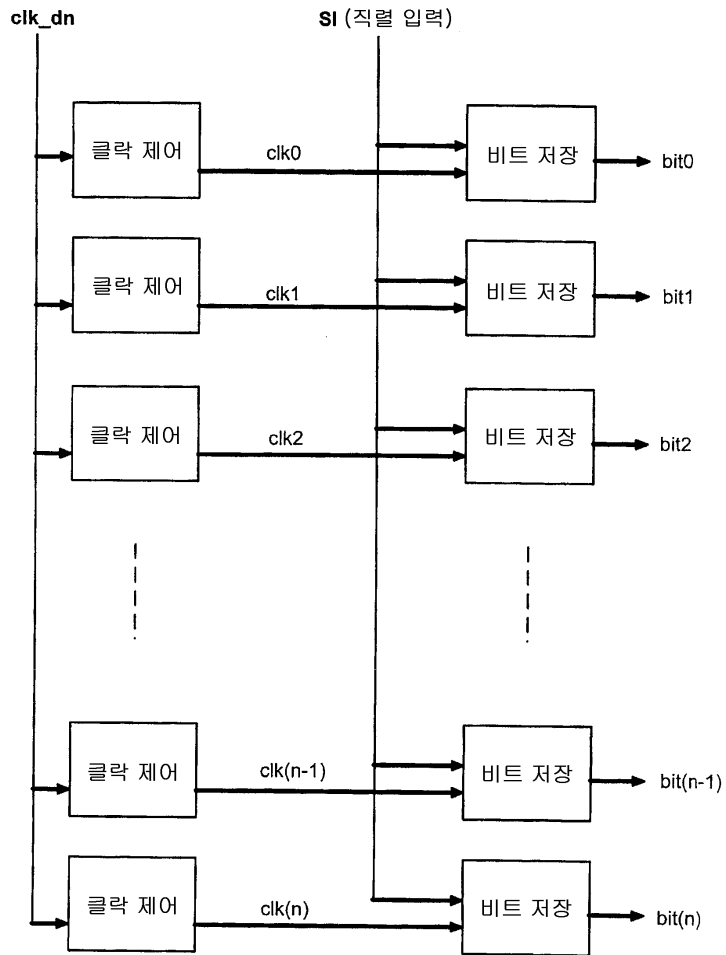 clk_dn SI (직렬 입력)
클락 제어 clk0 비트 저장 bit0
클락 제어 clk1 비트 저장 bit1
클락 제어 clk2 비트 저장 bit2
클락 제어 clk(n-1) 비트 저장 bit(n-1)
클락 제어 clk(n) 비트 저장 bit(n)